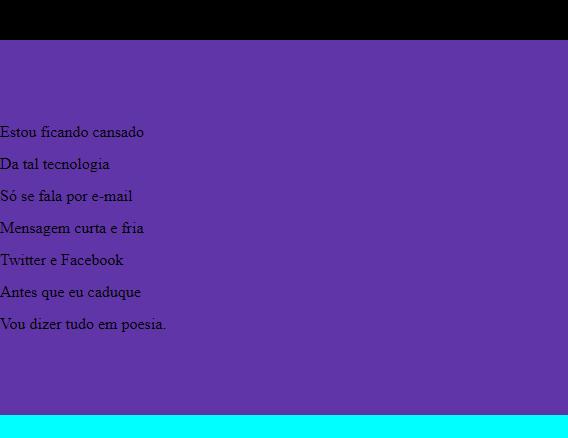 Estou ficando cansado
Da tal tecnologia
Só se fala por e-mail
Mensagem curta e fria
Twitter e Facebook
Antes que eu caduque
Vou dizer tudo em poesia.